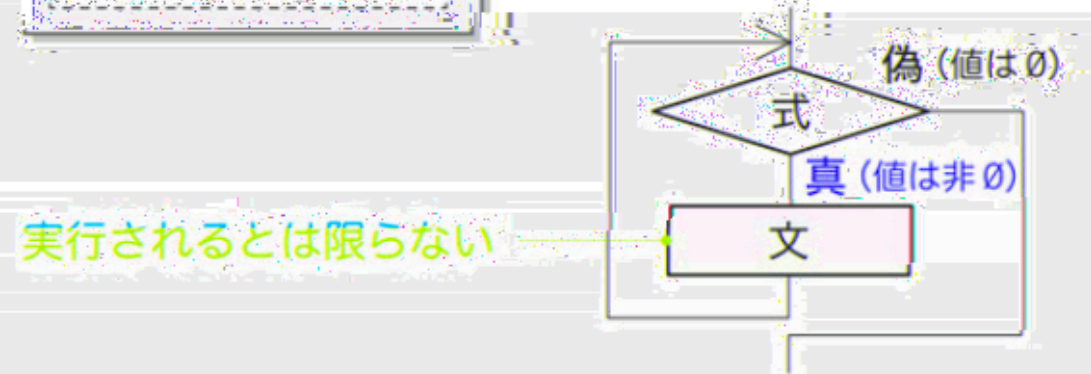 偽（値は0）
式
真（値は非0）
実行されるとは限らない
文